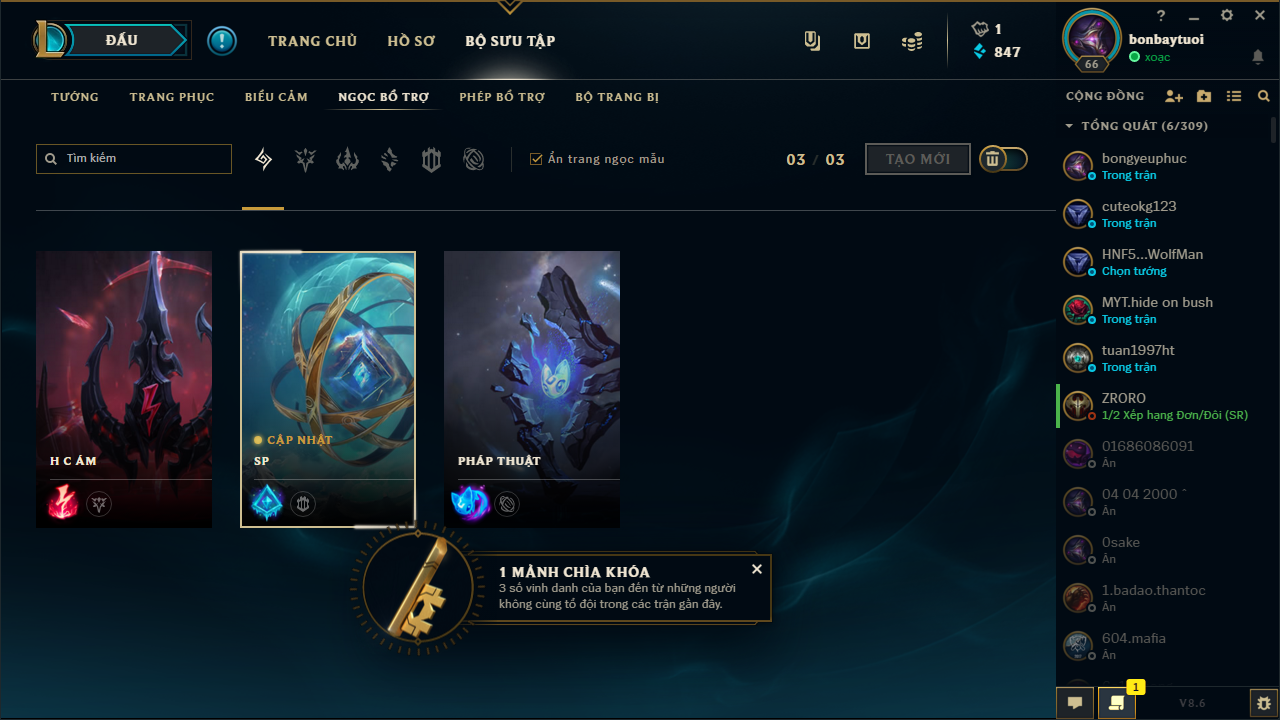 ĐẤU
!
TRANG CHỦ
HỒ SƠ
BỘ SƯU TẬP
1
847
66
bonbaytuoi
xoạc
?
TƯỚNG
TRANG PHỤC
BIỂU CẢM
NGỌC BỔ TRỢ
PHÉP BỔ TRỢ
BỘ TRANG BỊ
Tìm kiếm
Ẩn trang ngọc mẫu
03 / 03
TẠO MỚI
H C ÁM
CẬP NHẬT
SP
PHÁP THUẬT
1 MẢNH CHÌA KHÓA
3 số vinh danh của bạn đến từ những người
không cùng tổ đội trong các trận gần đây.
CỘNG ĐỒNG
TỔNG QUÁT (6/309)
bongyeuphuc
Trong trận
cuteokg123
Trong trận
HNF5...WolfMan
Chọn tướng
MYT.hide on bush
Trong trận
tuan1997ht
Trong trận
ZRORO
1/2 Xếp hạng Đơn/Đôi (SR)
01686086091
Ẩn
04 04 2000 ˆ
Ẩn
0sake
Ẩn
1.badao.thantoc
Ẩn
604.mafia
Ẩn
1
V8.6